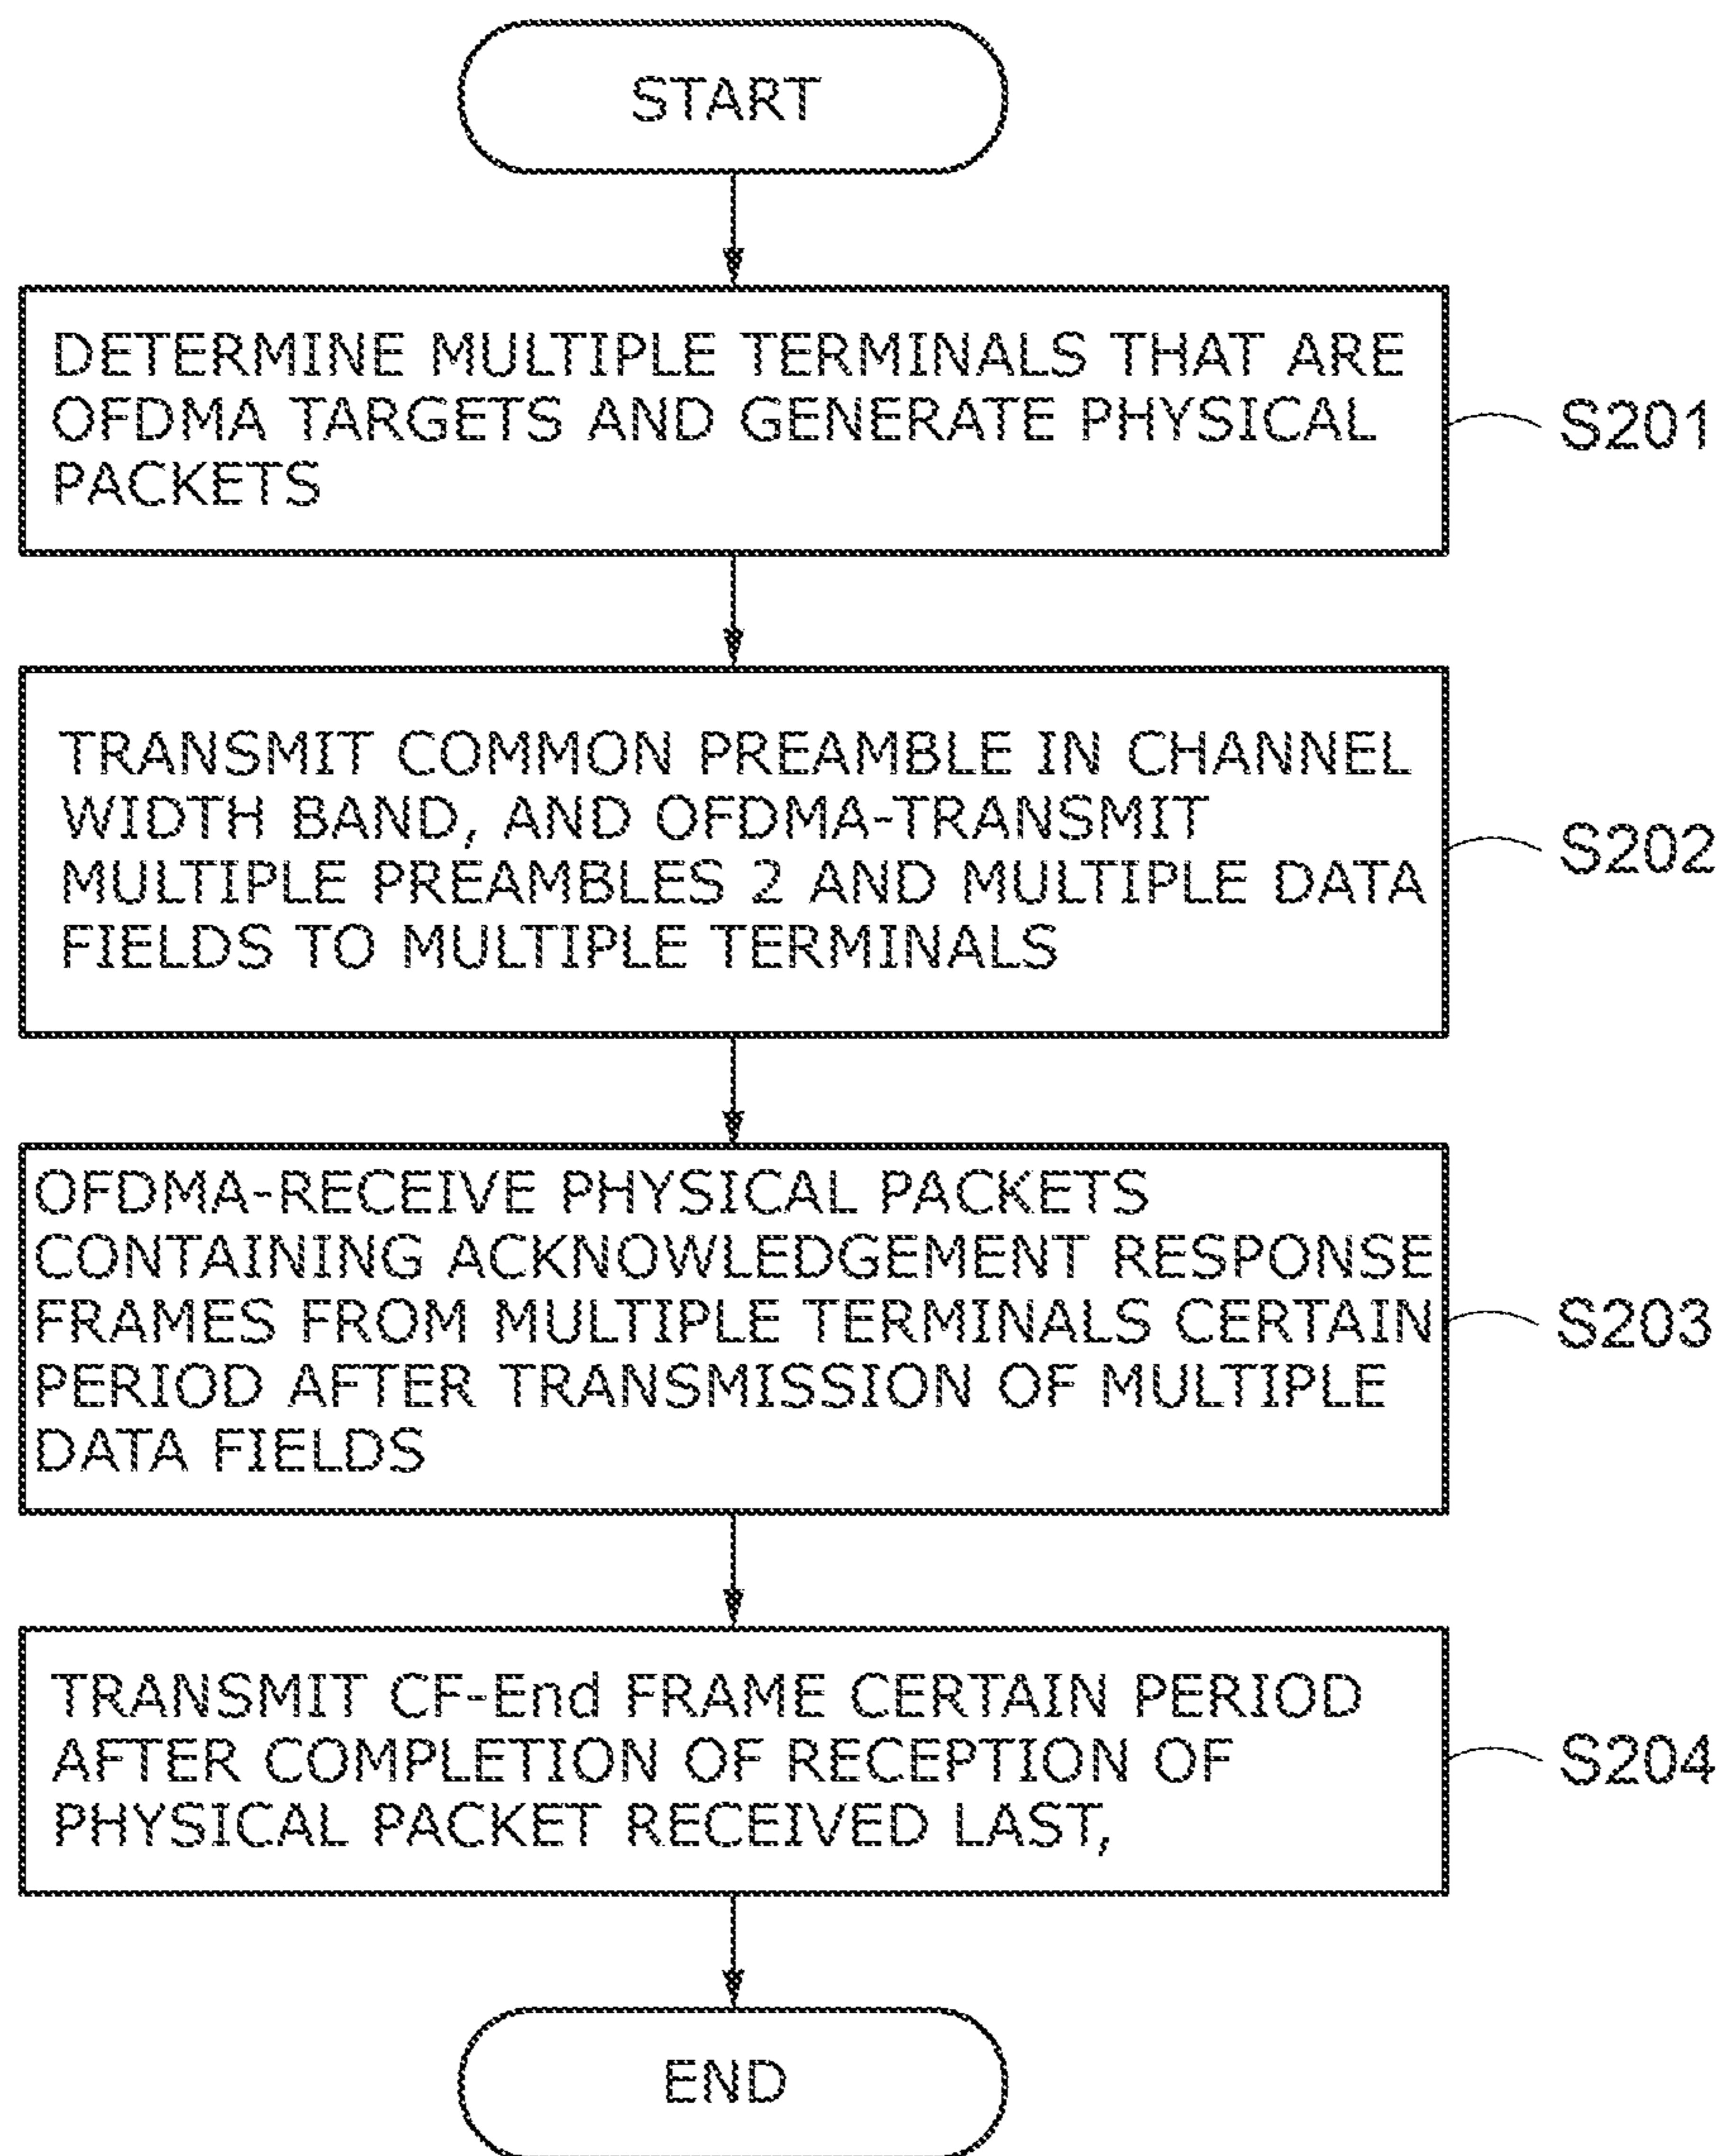 START
DETERMINE MULTIPLE TERMINALS THAT ARE
OFDMA TARGETS AND GENERATE PHYSICAL
PACKETS
S201
TRANSMIT COMMON PREAMBLE IN CHANNEL
WIDTH BAND, AND OFDMA-TRANSMIT
MULTIPLE PREAMBLES 2 AND MULTIPLE DATA
FIELDS TO MULTIPLE TERMINALS
S202
OFDMA-RECEIVE PHYSICAL PACKETS
CONTAINING ACKNOWLEDGEMENT RESPONSE
FRAMES FROM MULTIPLE TERMINALS CERTAIN
PERIOD AFTER TRANSMISSION OF MULTIPLE
DATA FIELDS
S203
TRANSMIT CF-End FRAME CERTAIN PERIOD
AFTER COMPLETION OF RECEPTION OF
PHYSICAL PACKET RECEIVED LAST,
S204
END